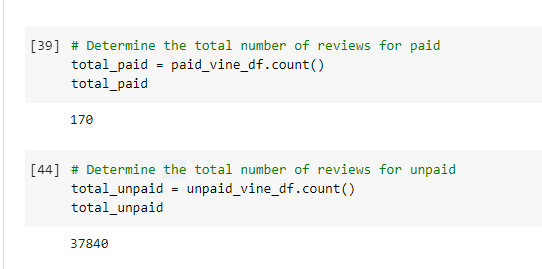 [39] # Determine the total number of reviews for paid
total_paid = paid_vine_df.count()
total_paid
170
[44] # Determine the total number of reviews for unpaid
total_unpaid = unpaid_vine_df.count()
total_unpaid
37840